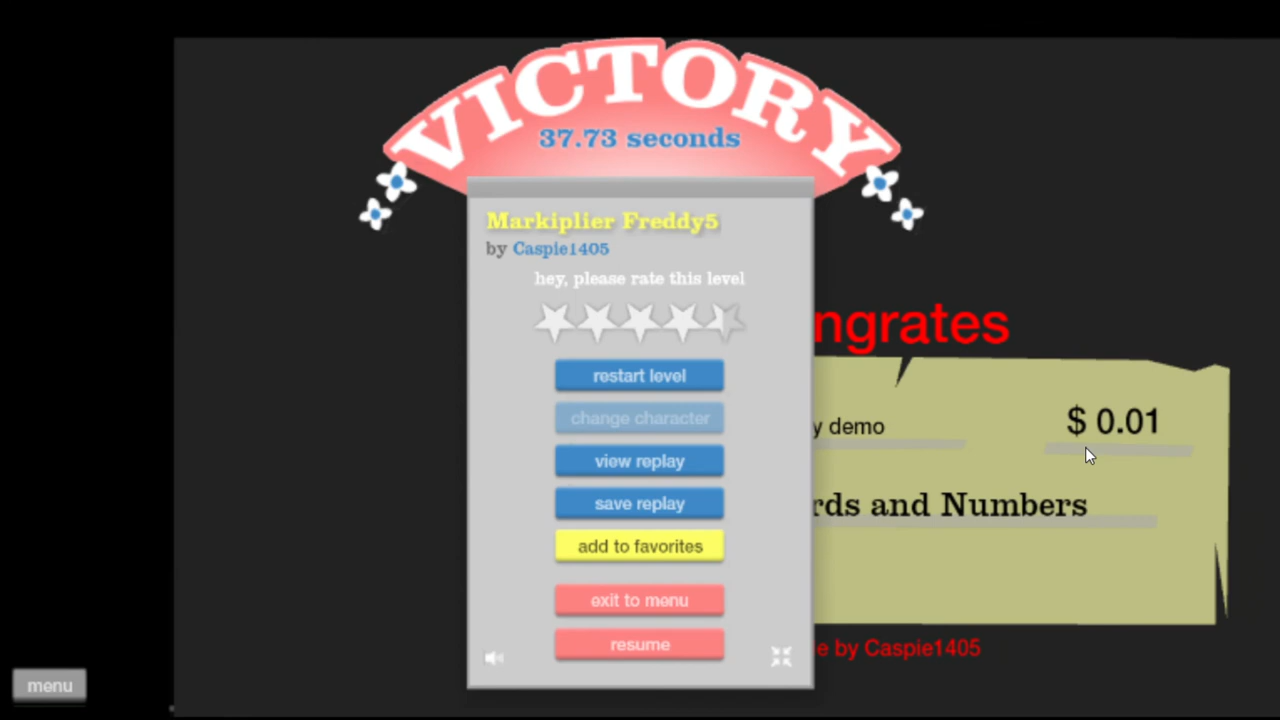 VICTORY
37.73 seconds
Markiplier Freddy5
by Caspie1405
hey, please rate this level
ngrates
restart level
change character
y demo
$ 0.01
view replay
save replay
rds and Numbers
add to favorites
exit to menu
resume
e by Caspie1405
menu